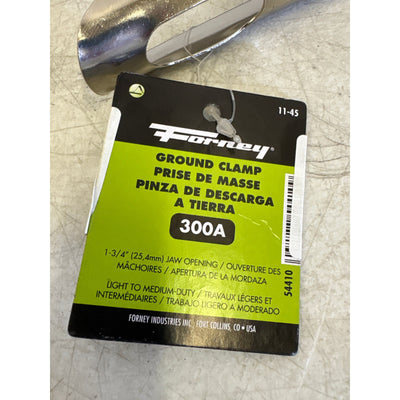 11-45
Forney
GROUND CLAMP
PRISE DE MASSE
PINZA DE DESCARGA
A TIERRA
300A
1-3/4" (25,4mm) JAW OPENING / OUVERTURE DES
MÂCHOIRES / APERTURA DE LA MORDAZA
LIGHT TO MEDIUM-DUTY / TRAVAUX LÉGERS ET
INTERMÉDIAIRES / TRABAJO LIGERO A MODERADO
FORNEY INDUSTRIES INC. FORT COLLINS, CO • USA
54410